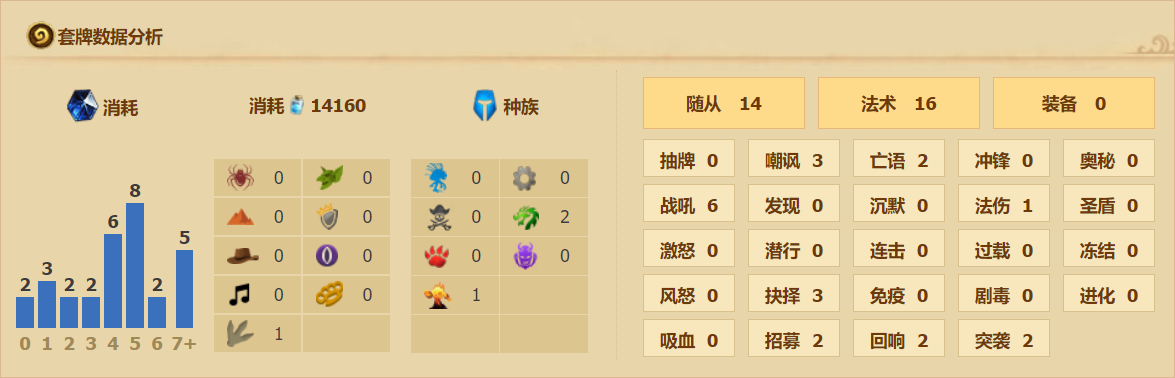 套牌数据分析
消耗
消耗 14160
种族
随从 14
法术 16
装备 0
2 3 2 2 6 8 2 5
0 1 2 3 4 5 6 7+
0 0
0 0
0 0
0 0
1
0 0
0 2
0 0
1
抽牌 0 嘲讽 3 亡语 2 冲锋 0 奥秘 0
战吼 6 发现 0 沉默 0 法伤 1 圣盾 0
激怒 0 潜行 0 连击 0 过载 0 冻结 0
风怒 0 抉择 3 免疫 0 剧毒 0 进化 0
吸血 0 招募 2 回响 2 突袭 2